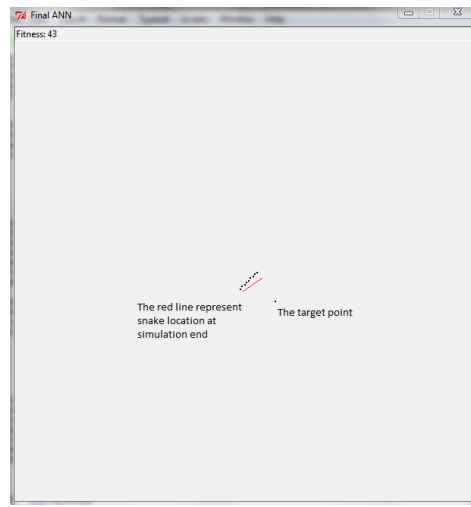 Final ANN
Fitness: 43
The red line represent
snake location at
simulation end
The target point